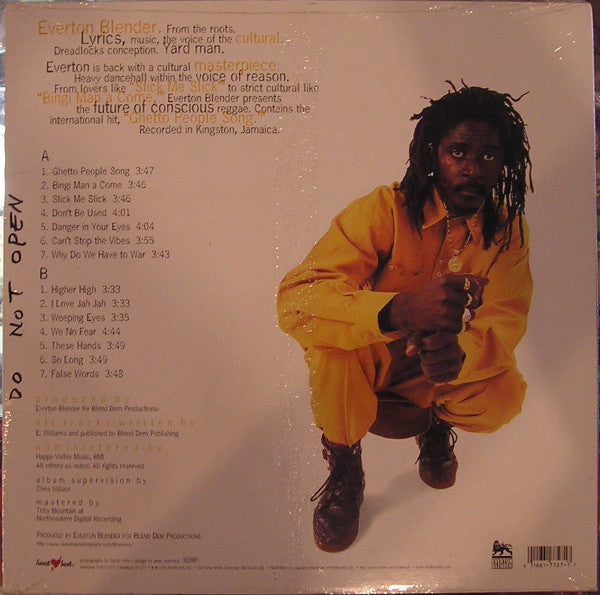 Everton Blender. From the roots.
Lyrics, music, the voice of the cultural.
Dreadlocks conception. Yard man.
Everton is back with a cultural masterpiece.
Heavy dancehall within the voice of reason.
From lovers like "Slick Me Slick" to strict cultural like
"Bingi Man a Come," Everton Blender presents
the future of conscious reggae. Contains the
international hit, "Ghetto People Song."
Recorded in Kingston, Jamaica.
A
1. Ghetto People Song 3:47
2. Bingi Man a Come 3:46
3. Slick Me Slick 3:46
4. Don't Be Used 4:01
5. Danger in Your Eyes 4:04
6. Can't Stop the Vibes 3:55
7. Why Do We Have to War 3:43
B
1. Higher High 3:33
2. I Love Jah Jah 3:33
3. Weeping Eyes 3:35
4. We No Fear 4:44
5. These Hands 3:49
6. So Long 3:49
7. False Words 3:48
DO NOT OPEN
produced by
Everton Blender for Blend Dem Productions
all tracks written by
E. Williams and published by Blend Dem Publishing
administered by
Happy Valley Music, BMI
All others as noted. All rights reserved
album supervision by
Chris Wilson
mastered by
Toby Mountain at
Northeastern Digital Recording
Produced by Everton Blender for Blend Dem Productions.
heart beat